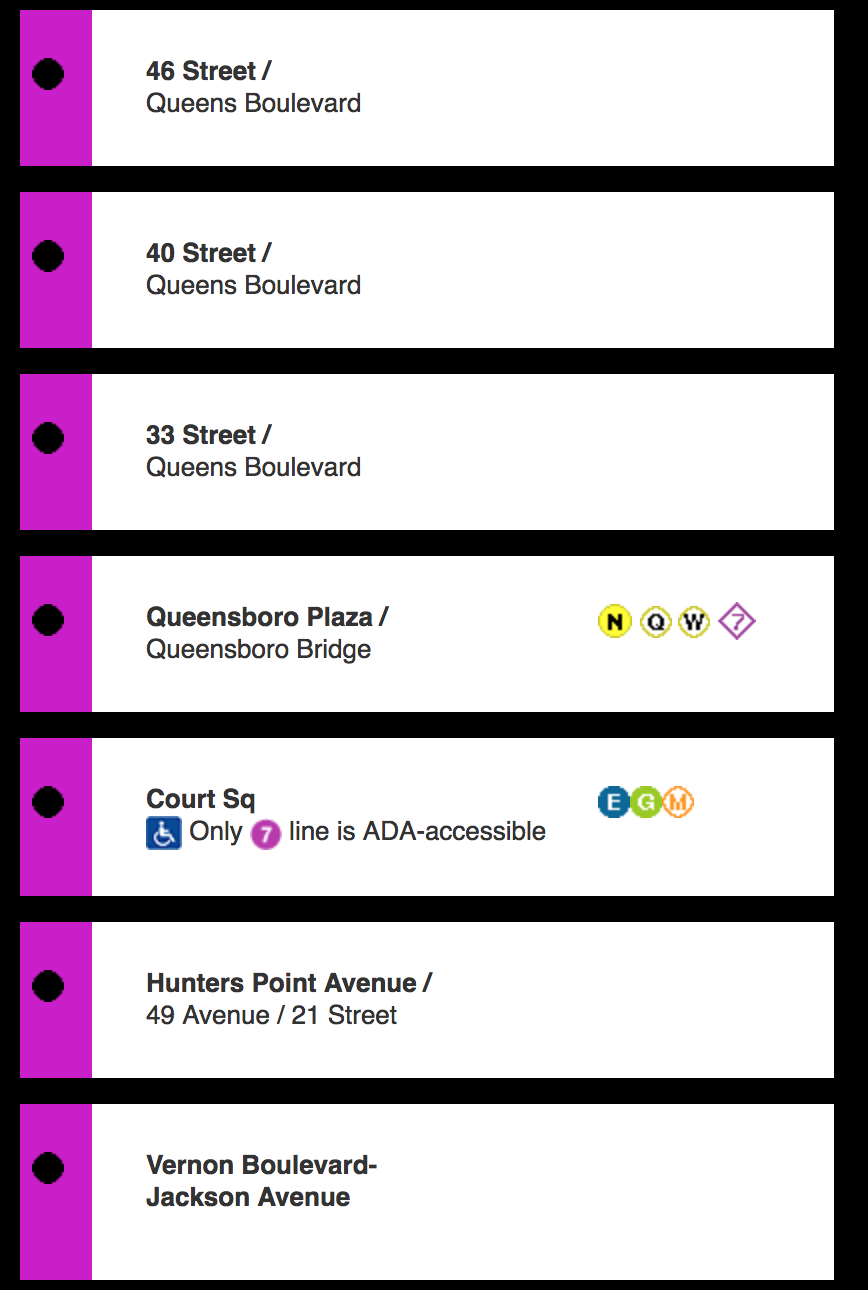 46 Street /
Queens Boulevard
40 Street /
Queens Boulevard
33 Street /
Queens Boulevard
Queensboro Plaza / N Q W 7
Queensboro Bridge
Court Sq E G M
Only 7 line is ADA-accessible
Hunters Point Avenue /
49 Avenue / 21 Street
Vernon Boulevard-
Jackson Avenue